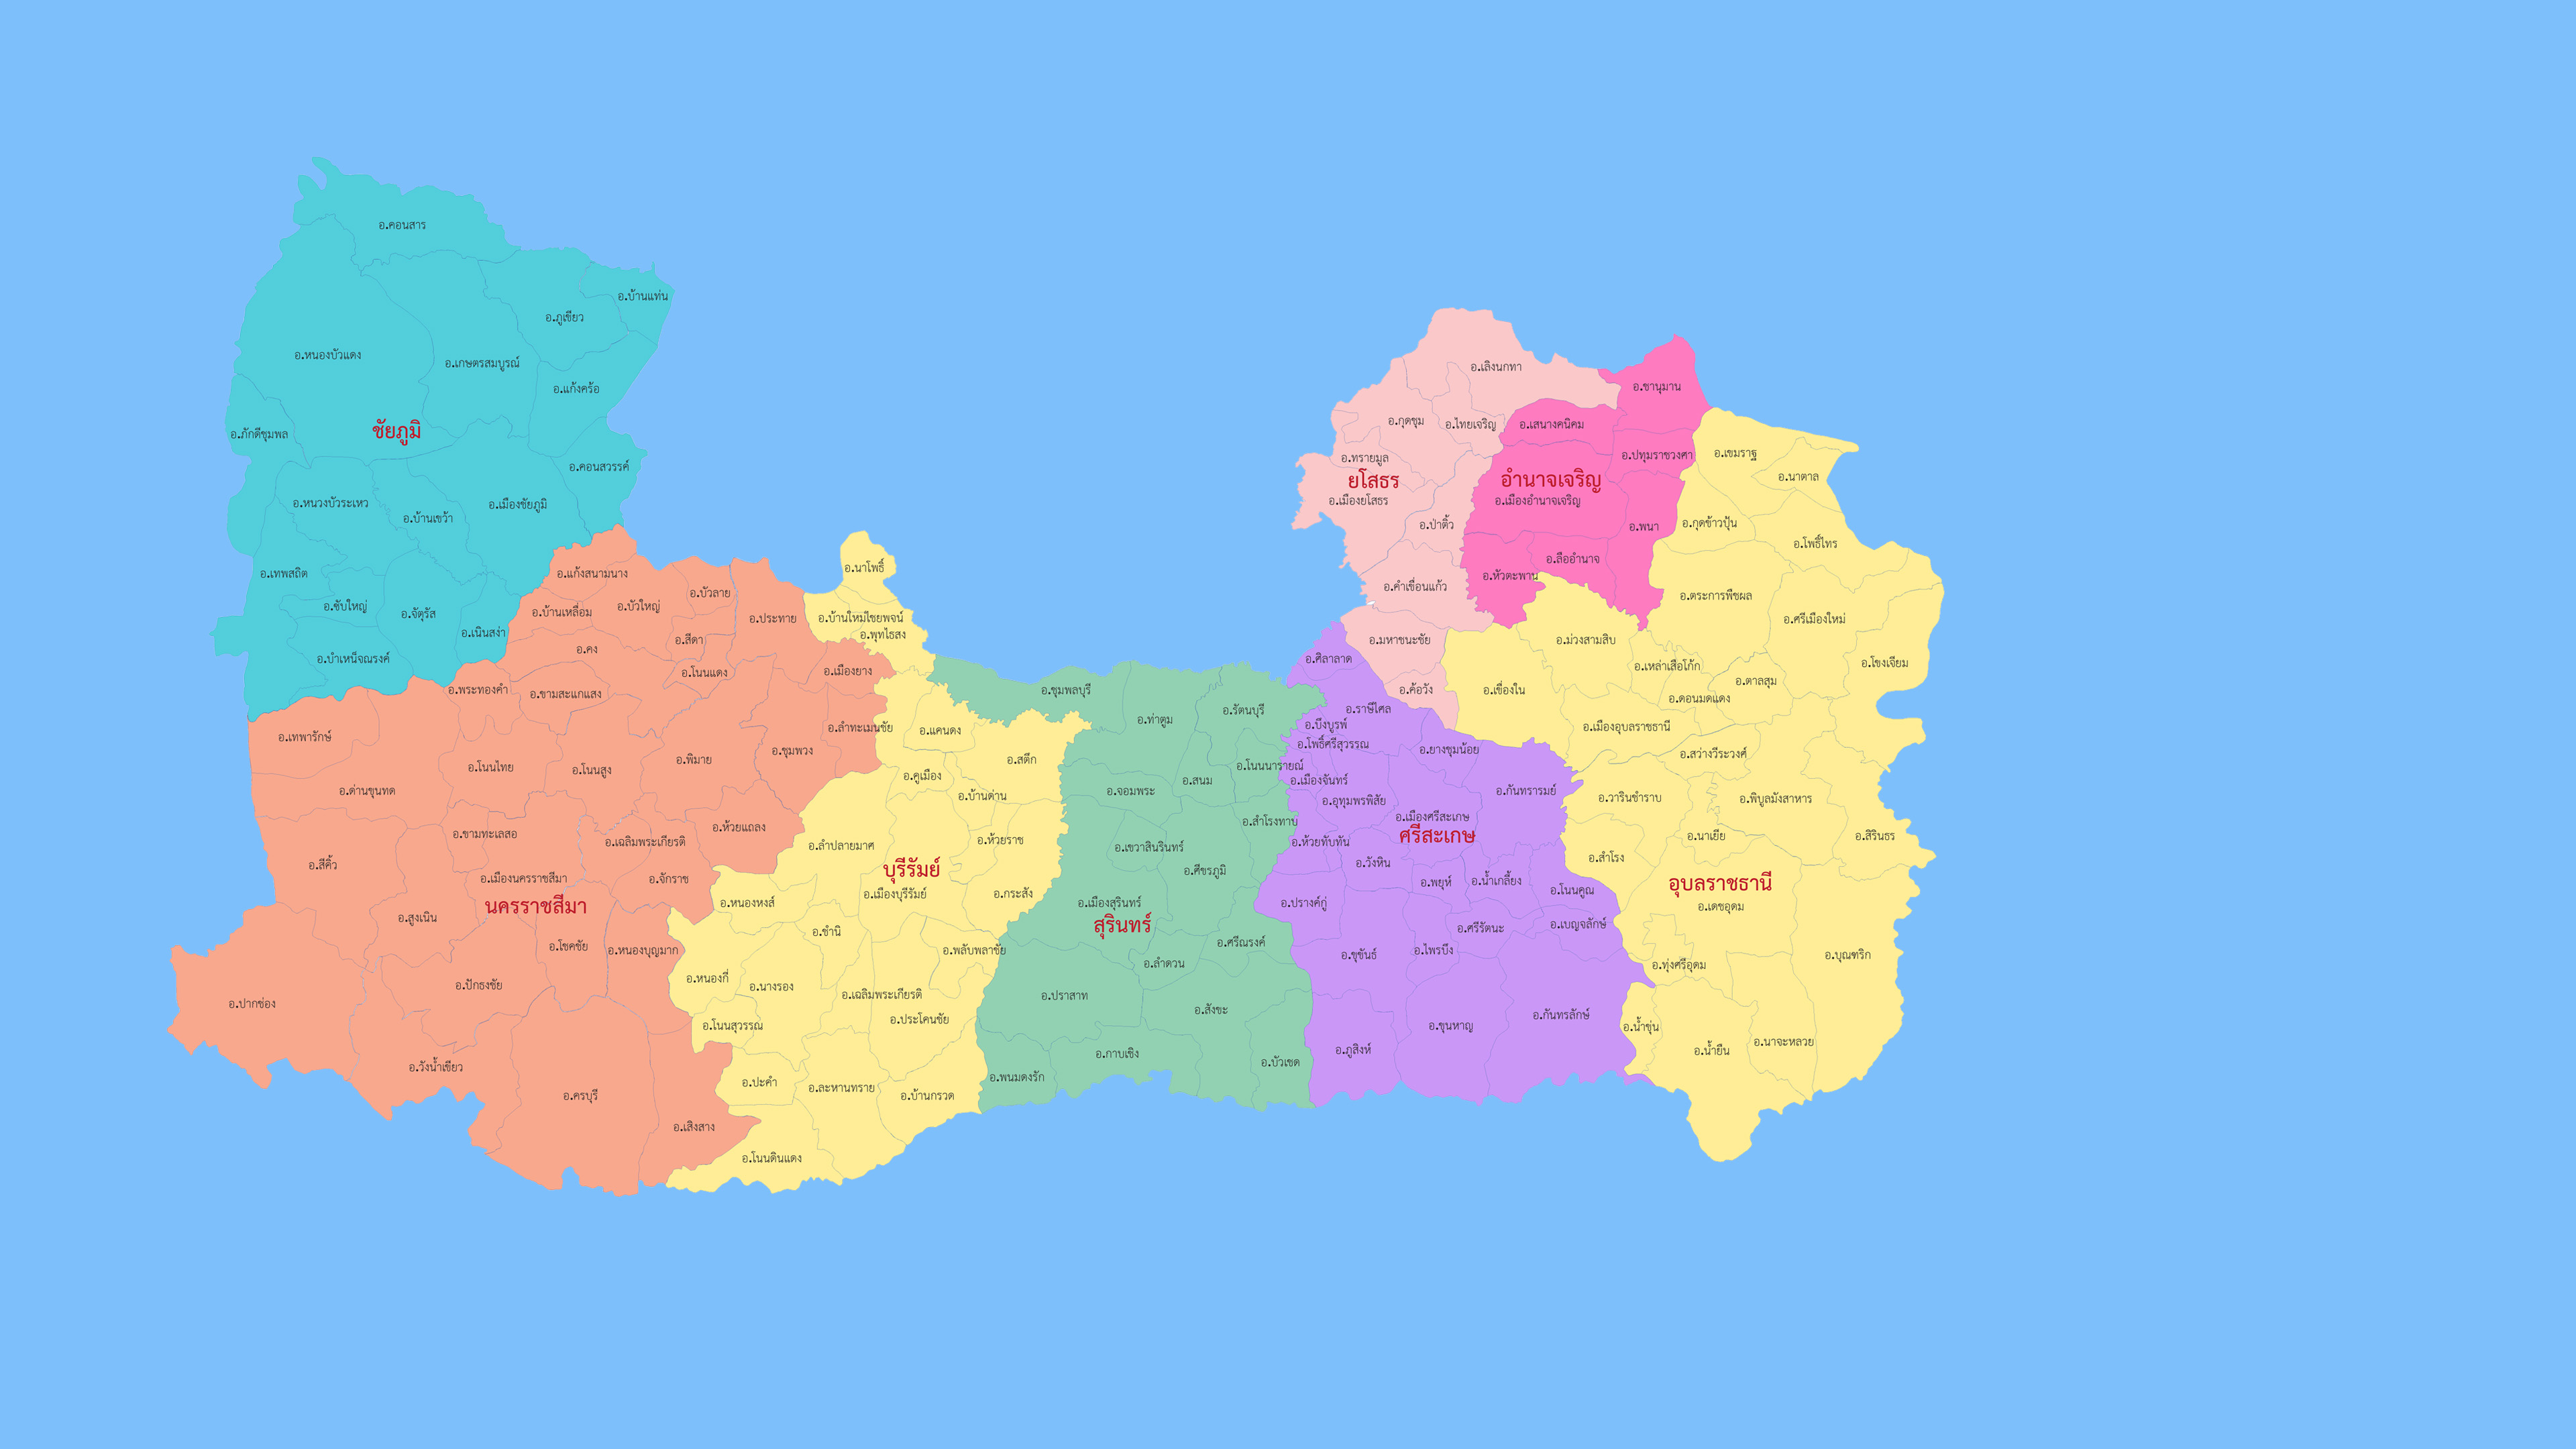 อ.คอนสาร
อ.บ้านแท่น
อ.ภูเขียว
อ.หนองบัวแดง
อ.เกษตรสมบูรณ์
อ.แก้งคร้อ
อ.ภักดีชุมพล
ชัยภูมิ
อ.คอนสวรรค์
อ.หนวงบัวระเหว
อ.บ้านเขว้า
อ.เมืองชัยภูมิ
อ.เทพสถิต
อ.ซับใหญ่
อ.จัตุรัส
อ.เนินสง่า
อ.บำเหน็จณรงค์
อ.แก้งสนามนาง
อ.บ้านเหลื่อม
อ.บัวใหญ่
อ.บัวลาย
อ.ประทาย
อ.สีดา
อ.คง
อ.โนนแดง
อ.เมืองยาง
อ.พระทองคำ
อ.ขามสะแกแสง
อ.เทพารักษ์
อ.ลำทะเมนชัย
อ.ด่านขุนทด
อ.โนนไทย
อ.โนนสูง
อ.พิมาย
อ.ชุมพวง
อ.ขามทะเลสอ
อ.เฉลิมพระเกียรติ
อ.ห้วยแถลง
อ.สีคิ้ว
อ.เมืองนครราชสีมา
อ.จักราช
นครราชสีมา
อ.สูงเนิน
อ.โชคชัย
อ.หนองบุญมาก
อ.ปากช่อง
อ.ปักธงชัย
อ.วังน้ำเขียว
อ.ครบุรี
อ.เสิงสาง
อ.นาโพธิ์
อ.บ้านใหม่ไชยพจน์
อ.พุทไธสง
อ.แคนดง
อ.สตึก
อ.คูเมือง
อ.บ้านด่าน
อ.ลำปลายมาศ
อ.ห้วยราช
บุรีรัมย์
อ.เมืองบุรีรัมย์
อ.กระสัง
อ.หนองหงส์
อ.ชำนิ
อ.พลับพลาชัย
อ.หนองกี่
อ.นางรอง
อ.เฉลิมพระเกียรติ
อ.ประโคนชัย
อ.โนนสุวรรณ
อ.ปะคำ
อ.ละหานทราย
อ.บ้านกรวด
อ.โนนดินแดง
อ.ชุมพลบุรี
อ.ท่าตูม
อ.รัตนบุรี
อ.โนนนารายณ์
อ.สนม
อ.จอมพระ
อ.สำโรงทาบ
อ.เขวาสินรินทร์
อ.ศีขรภูมิ
อ.เมืองสุรินทร์
สุรินทร์
อ.ศรีณรงค์
อ.ลำดวน
อ.ปราสาท
อ.สังขะ
อ.กาบเชิง
อ.บัวเชด
อ.พนมดงรัก
อ.ศิลาลาด
อ.ราษีไศล
อ.บึงบูรพ์
อ.โพธิ์ศรีสุวรรณ
อ.ยางชุมน้อย
อ.เมืองจันทร์
อ.กันทรารมย์
อ.อุทุมพรพิสัย
อ.เมืองศรีสะเกษ
ศรีสะเกษ
อ.ห้วยทับทัน
อ.วังหิน
อ.พยุห์
อ.น้ำเกลี้ยง
อ.โนนคูณ
อ.ปรางค์กู่
อ.ศรีรัตนะ
อ.เบญจลักษ์
อ.ขุขันธ์
อ.ไพรบึง
อ.กันทรลักษ์
อ.ขุนหาญ
อ.ภูสิงห์
อ.เลิงนกทา
อ.กุดชุม
อ.ไทยเจริญ
อ.ทรายมูล
ยโสธร
อ.เมืองยโสธร
อ.ป่าติ้ว
อ.คำเขื่อนแก้ว
อ.มหาชนะชัย
อ.ค้อวัง
อ.ชานุมาน
อ.เสนางคนิคม
อ.ปทุมราชวงศา
อำนาจเจริญ
อ.เมืองอำนาจเจริญ
อ.พนา
อ.ลืออำนาจ
อ.หัวตะพาน
อ.เขมราฐ
อ.นาตาล
อ.กุดข้าวปุ้น
อ.โพธิ์ไทร
อ.ตระการพืชผล
อ.ศรีเมืองใหม่
อ.ม่วงสามสิบ
อ.เหล่าเสือโก้ก
อ.โขงเจียม
อ.ตาลสุม
อ.เขื่องใน
อ.ดอนมดแดง
อ.เมืองอุบลราชธานี
อ.สว่างวีระวงศ์
อ.วารินชำราบ
อ.พิบูลมังสาหาร
อ.นาเยีย
อ.สิรินธร
อ.สำโรง
อุบลราชธานี
อ.เดชอุดม
อ.บุณฑริก
อ.ทุ่งศรีอุดม
อ.น้ำขุ่น
อ.น้ำยืน
อ.นาจะหลวย